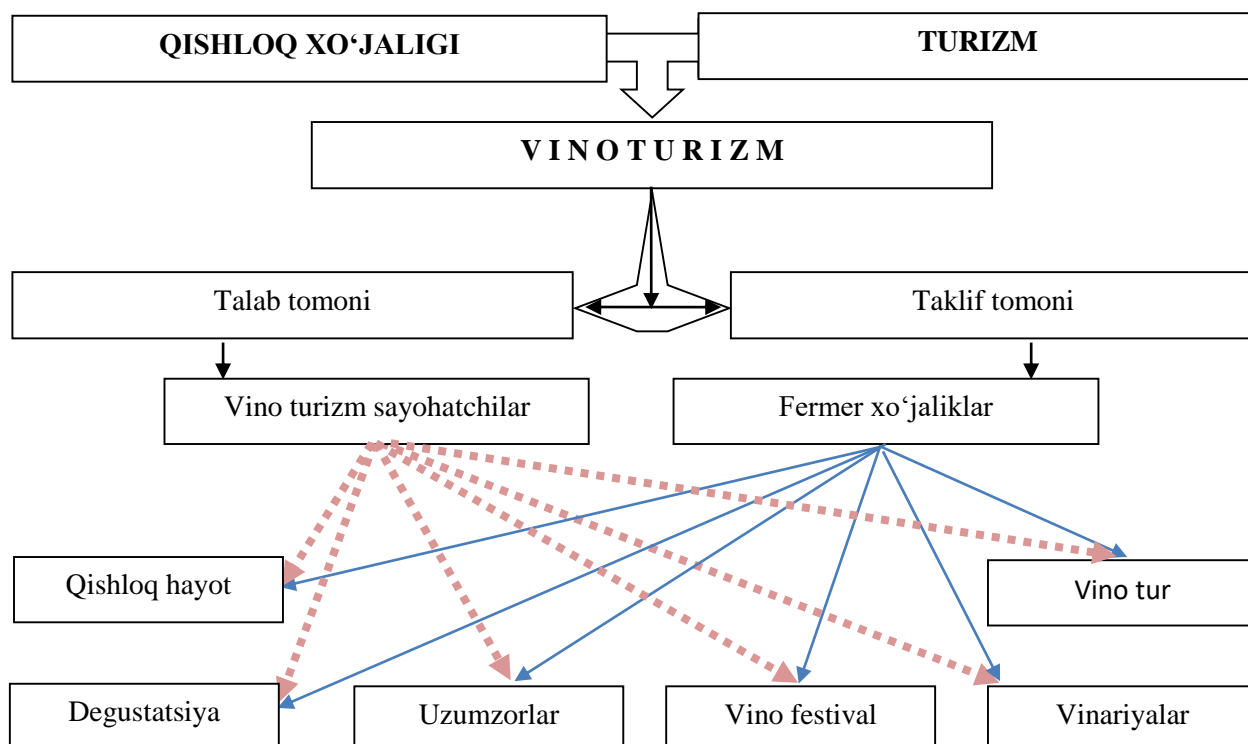 QISHLOQ XO‘JALIGI
TURIZM
V I N O T U R I Z M
Talab tomoni
Taklif tomoni
Vino turizm sayohatchilar
Fermer xo‘jaliklar
Qishloq hayot
Vino tur
Degustatsiya
Uzumzorlar
Vino festival
Vinariyalar